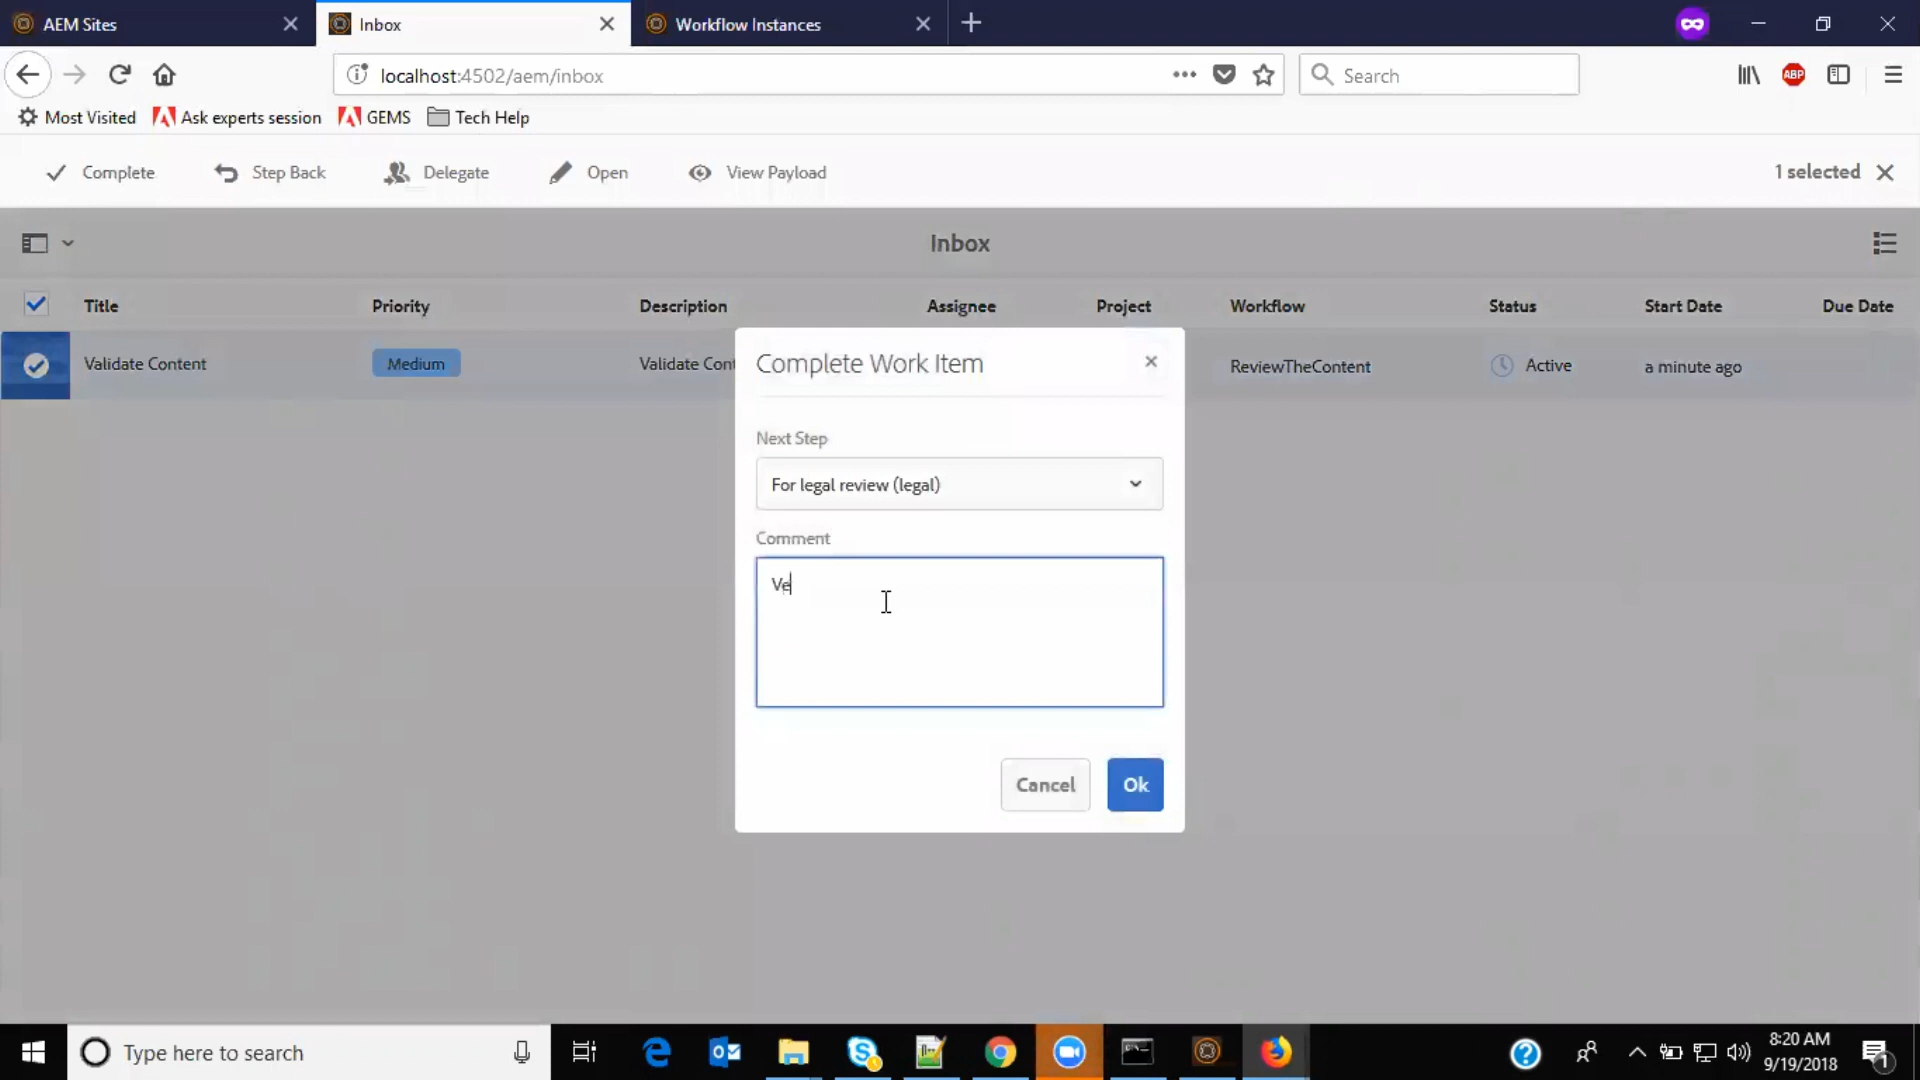 AEM Sites
Inbox
Workflow Instances
localhost:4502/aem/inbox
Search
Most Visited
Ask experts session
GEMS
Tech Help
Complete
Step Back
Delegate
Open
View Payload
1 selected
Inbox
Title
Priority
Description
Assignee
Project
Workflow
Status
Start Date
Due Date
Validate Content
Medium
Validate Cont
ReviewTheContent
Active
a minute ago
Complete Work Item
Next Step
For legal review (legal)
Comment
Ve
Cancel
Ok
Type here to search
8:20 AM
9/19/2018
1
ABP